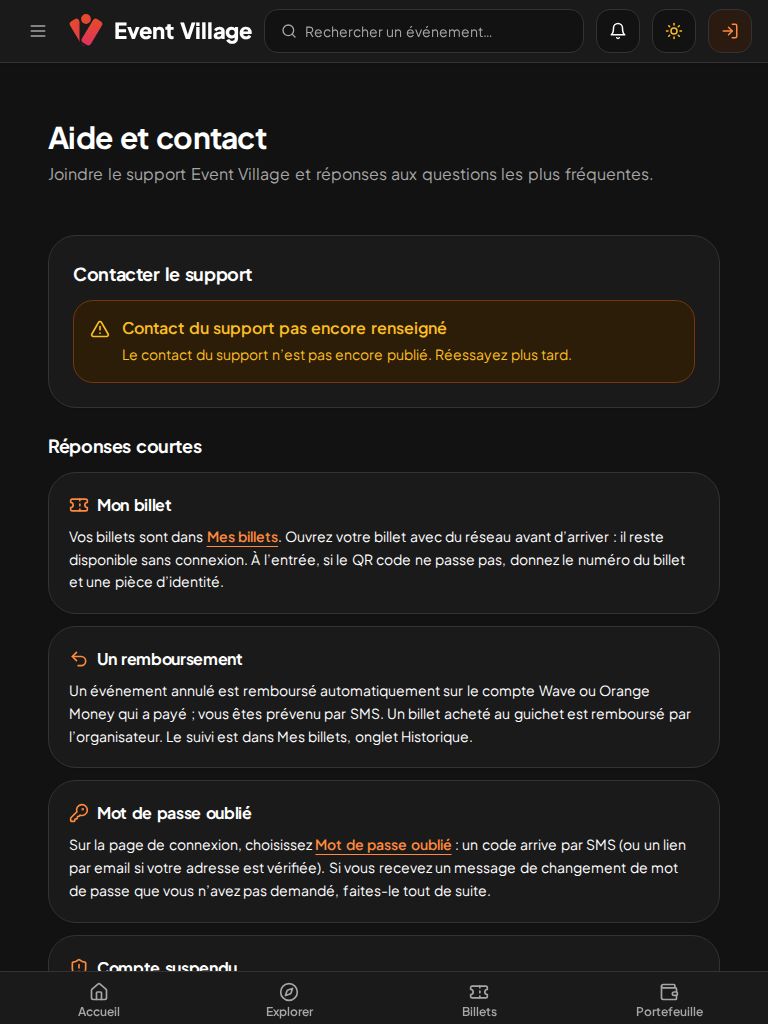 Event Village
Rechercher un événement...
Aide et contact
Joindre le support Event Village et réponses aux questions les plus fréquentes.
Contacter le support
Contact du support pas encore renseigné
Le contact du support n’est pas encore publié. Réessayez plus tard.
Réponses courtes
Mon billet
Vos billets sont dans Mes billets. Ouvrez votre billet avec du réseau avant d’arriver : il reste
disponible sans connexion. À l’entrée, si le QR code ne passe pas, donnez le numéro du billet
et une pièce d’identité.
Un remboursement
Un événement annulé est remboursé automatiquement sur le compte Wave ou Orange
Money qui a payé ; vous êtes prévenu par SMS. Un billet acheté au guichet est remboursé par
l’organisateur. Le suivi est dans Mes billets, onglet Historique.
Mot de passe oublié
Sur la page de connexion, choisissez Mot de passe oublié : un code arrive par SMS (ou un lien
par email si votre adresse est vérifiée). Si vous recevez un message de changement de mot
de passe que vous n’avez pas demandé, faites-le tout de suite.
Compte suspendu
Accueil
Explorer
Billets
Portefeuille